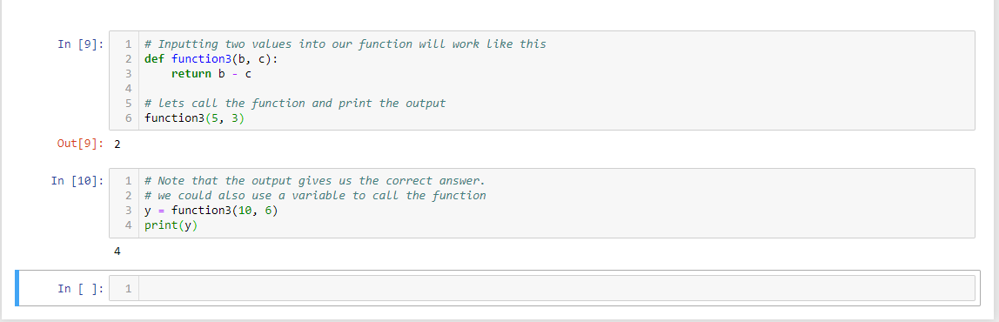 In [9]:
1 # Inputting two values into our function will work like this
2 def function3(b, c):
3     return b - c
4
5 # lets call the function and print the output
6 function3(5, 3)
Out[9]: 2
In [10]:
1 # Note that the output gives us the correct answer.
2 # we could also use a variable to call the function
3 y = function3(10, 6)
4 print(y)
4
In [ ]: 1